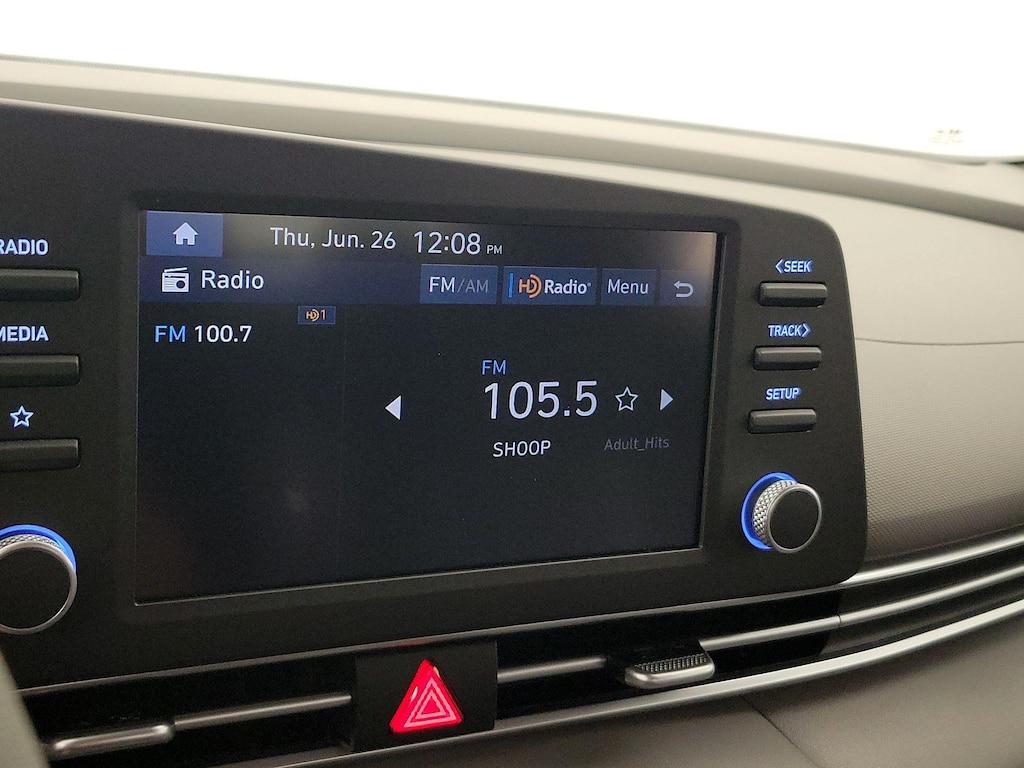 RADIO
MEDIA
Thu, Jun. 26 12:08 PM
Radio FM/AM HD Radio Menu
HD 1
FM 100.7
FM
105.5
SHOOP Adult_Hits
<SEEK
TRACK>
SETUP